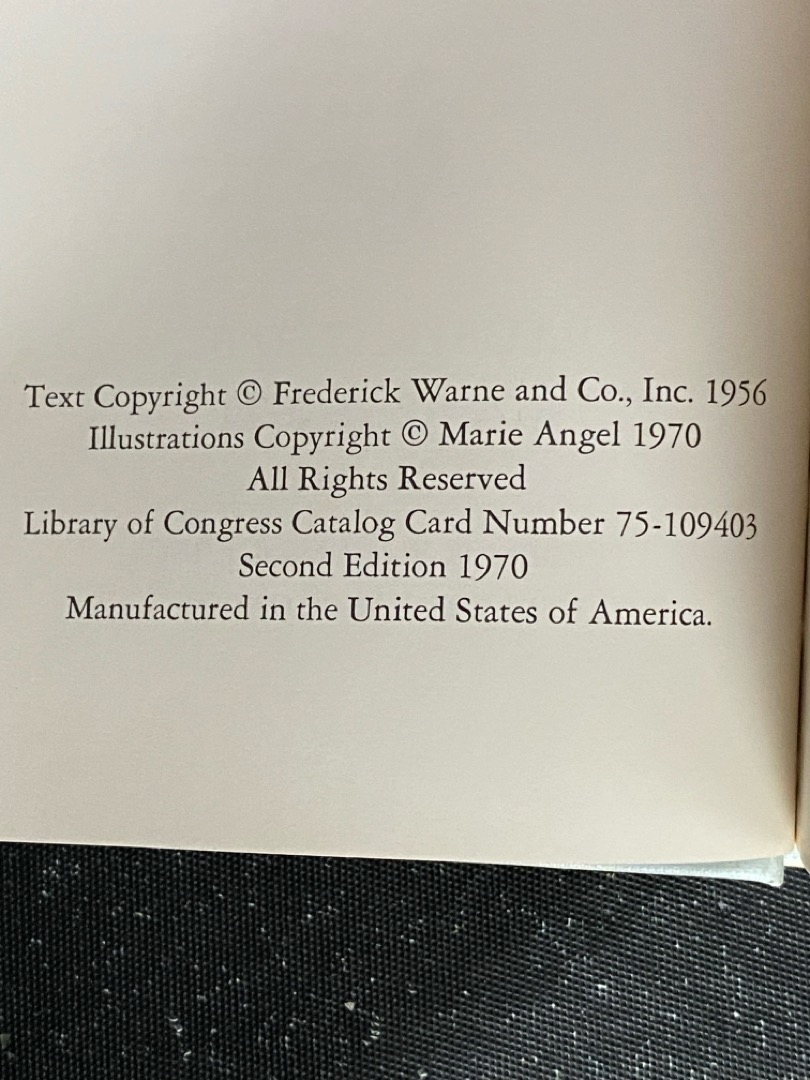 Text Copyright © Frederick Warne and Co., Inc. 1956
Illustrations Copyright © Marie Angel 1970
All Rights Reserved
Library of Congress Catalog Card Number 75-109403
Second Edition 1970
Manufactured in the United States of America.